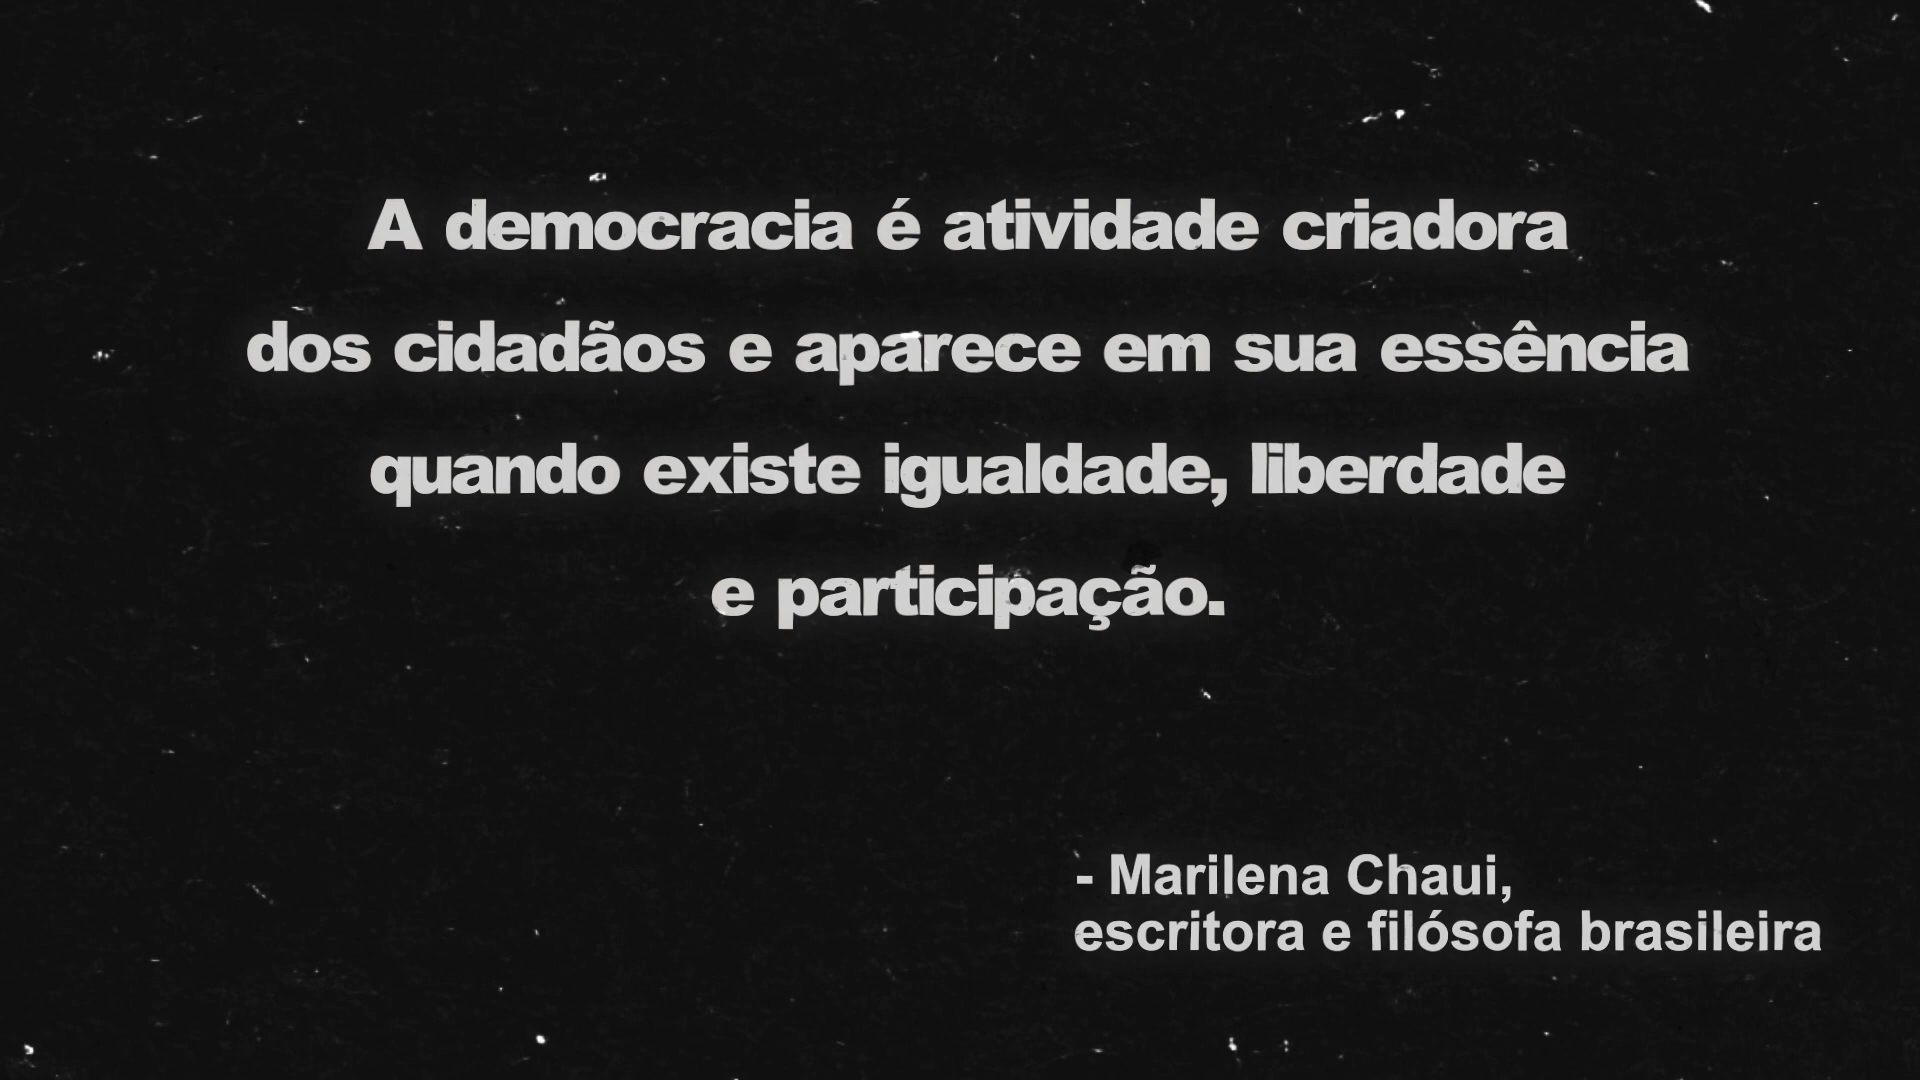 A democracia é atividade criadora
dos cidadãos e aparece em sua essência
quando existe igualdade, liberdade
e participação.
- Marilena Chaui,
escritora e filósofa brasileira